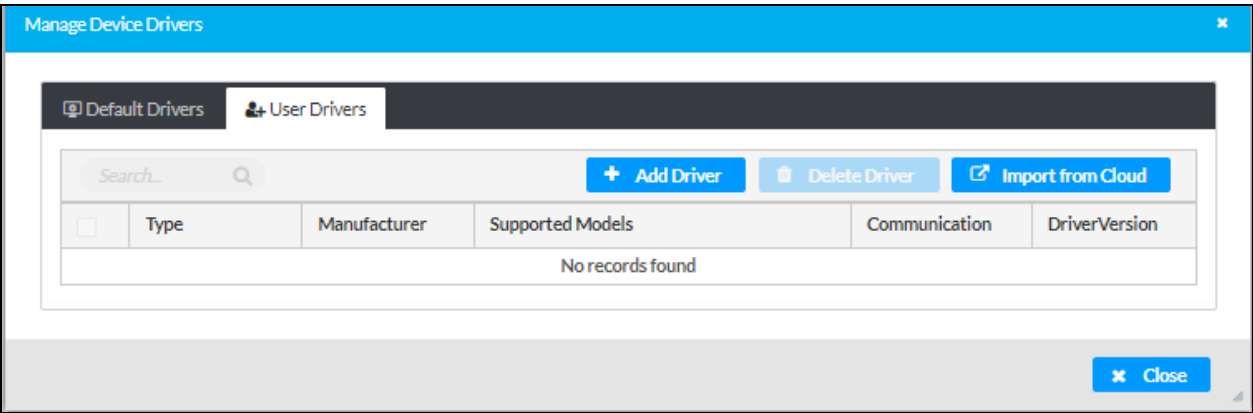 Manage Device Drivers
Default Drivers User Drivers
Search... Add Driver Delete Driver Import from Cloud
Type Manufacturer Supported Models Communication DriverVersion
No records found
Close